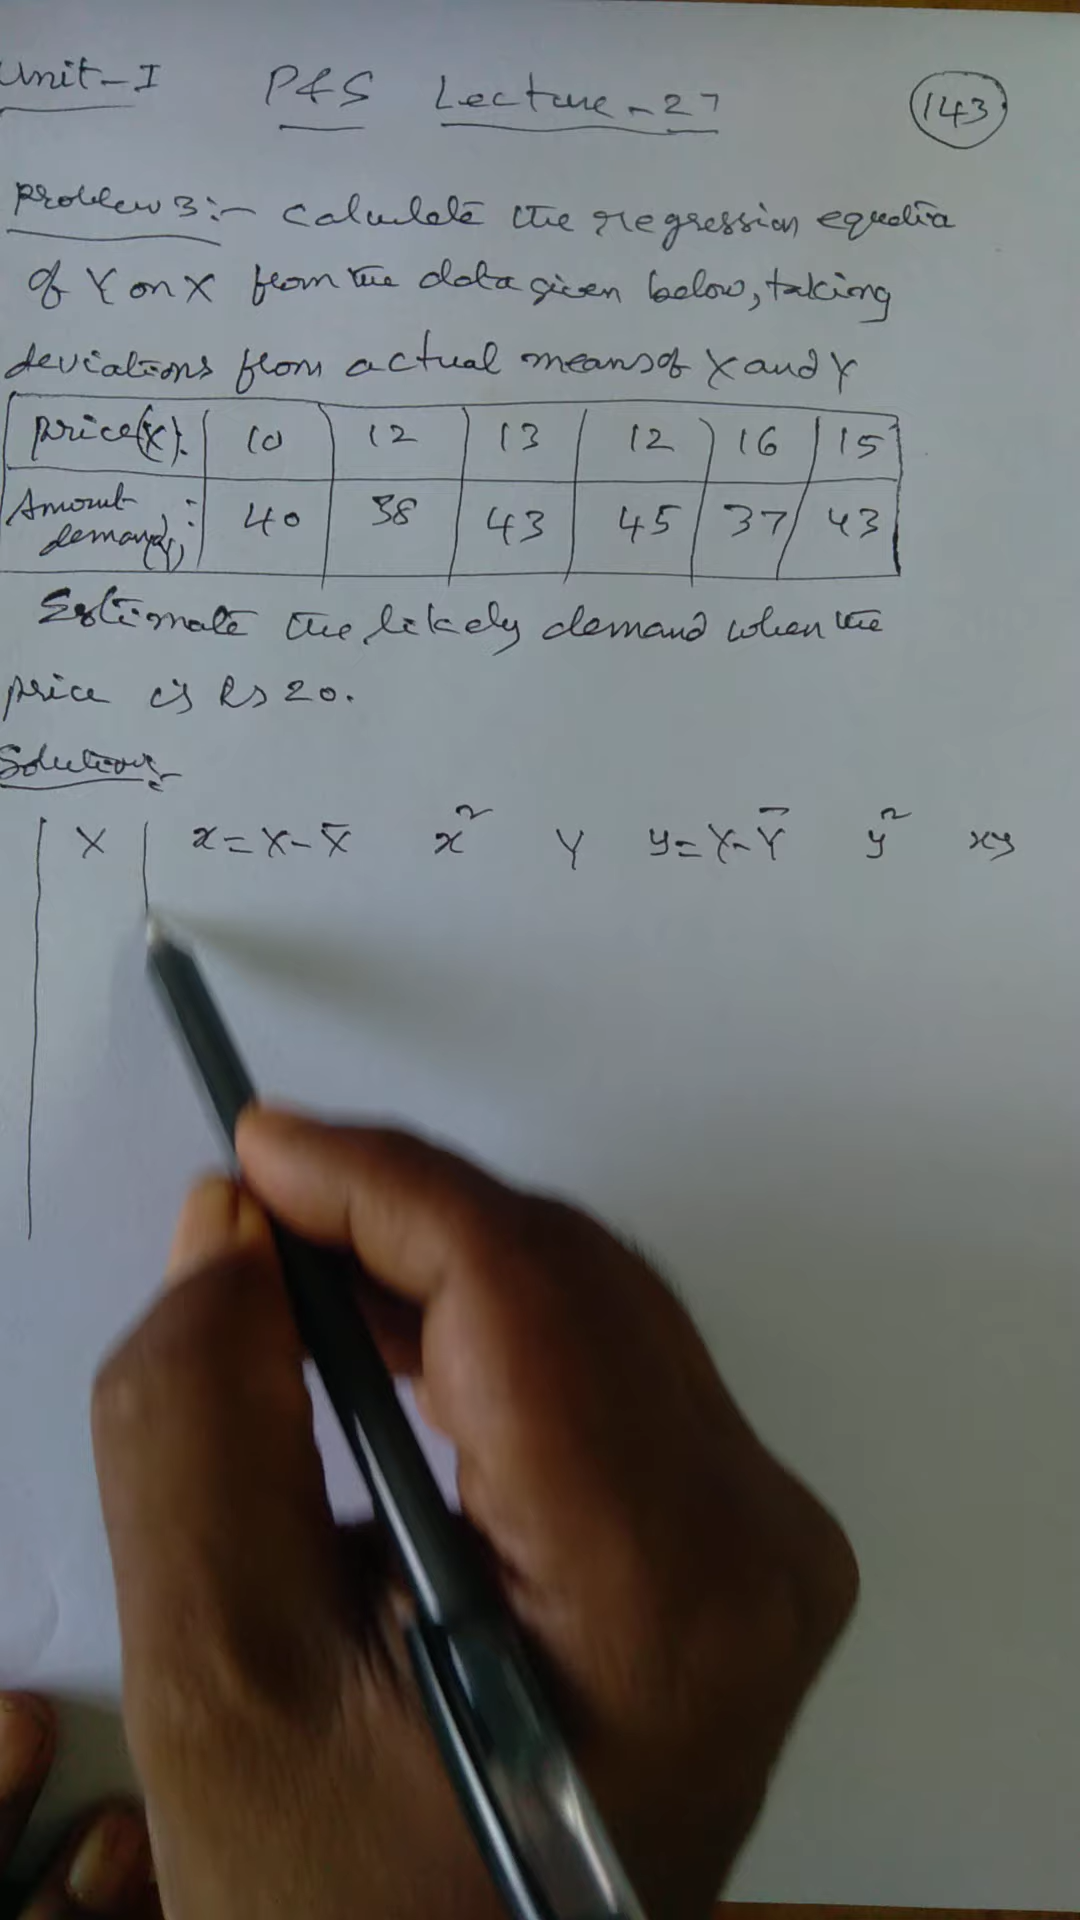 Unit-I P&S Lecture-27 143
Problem 3:- Calculate the regression equation
of Y on X from the data given below, taking
deviations from actual means of X and Y
Price(X): 10 12 13 12 16 15
Amount demand(Y): 40 38 43 45 37 43
Estimate the likely demand when the
price is Rs 20.
Solution:-
X x=X-X̄ x² Y y=Y-Ȳ y² xy